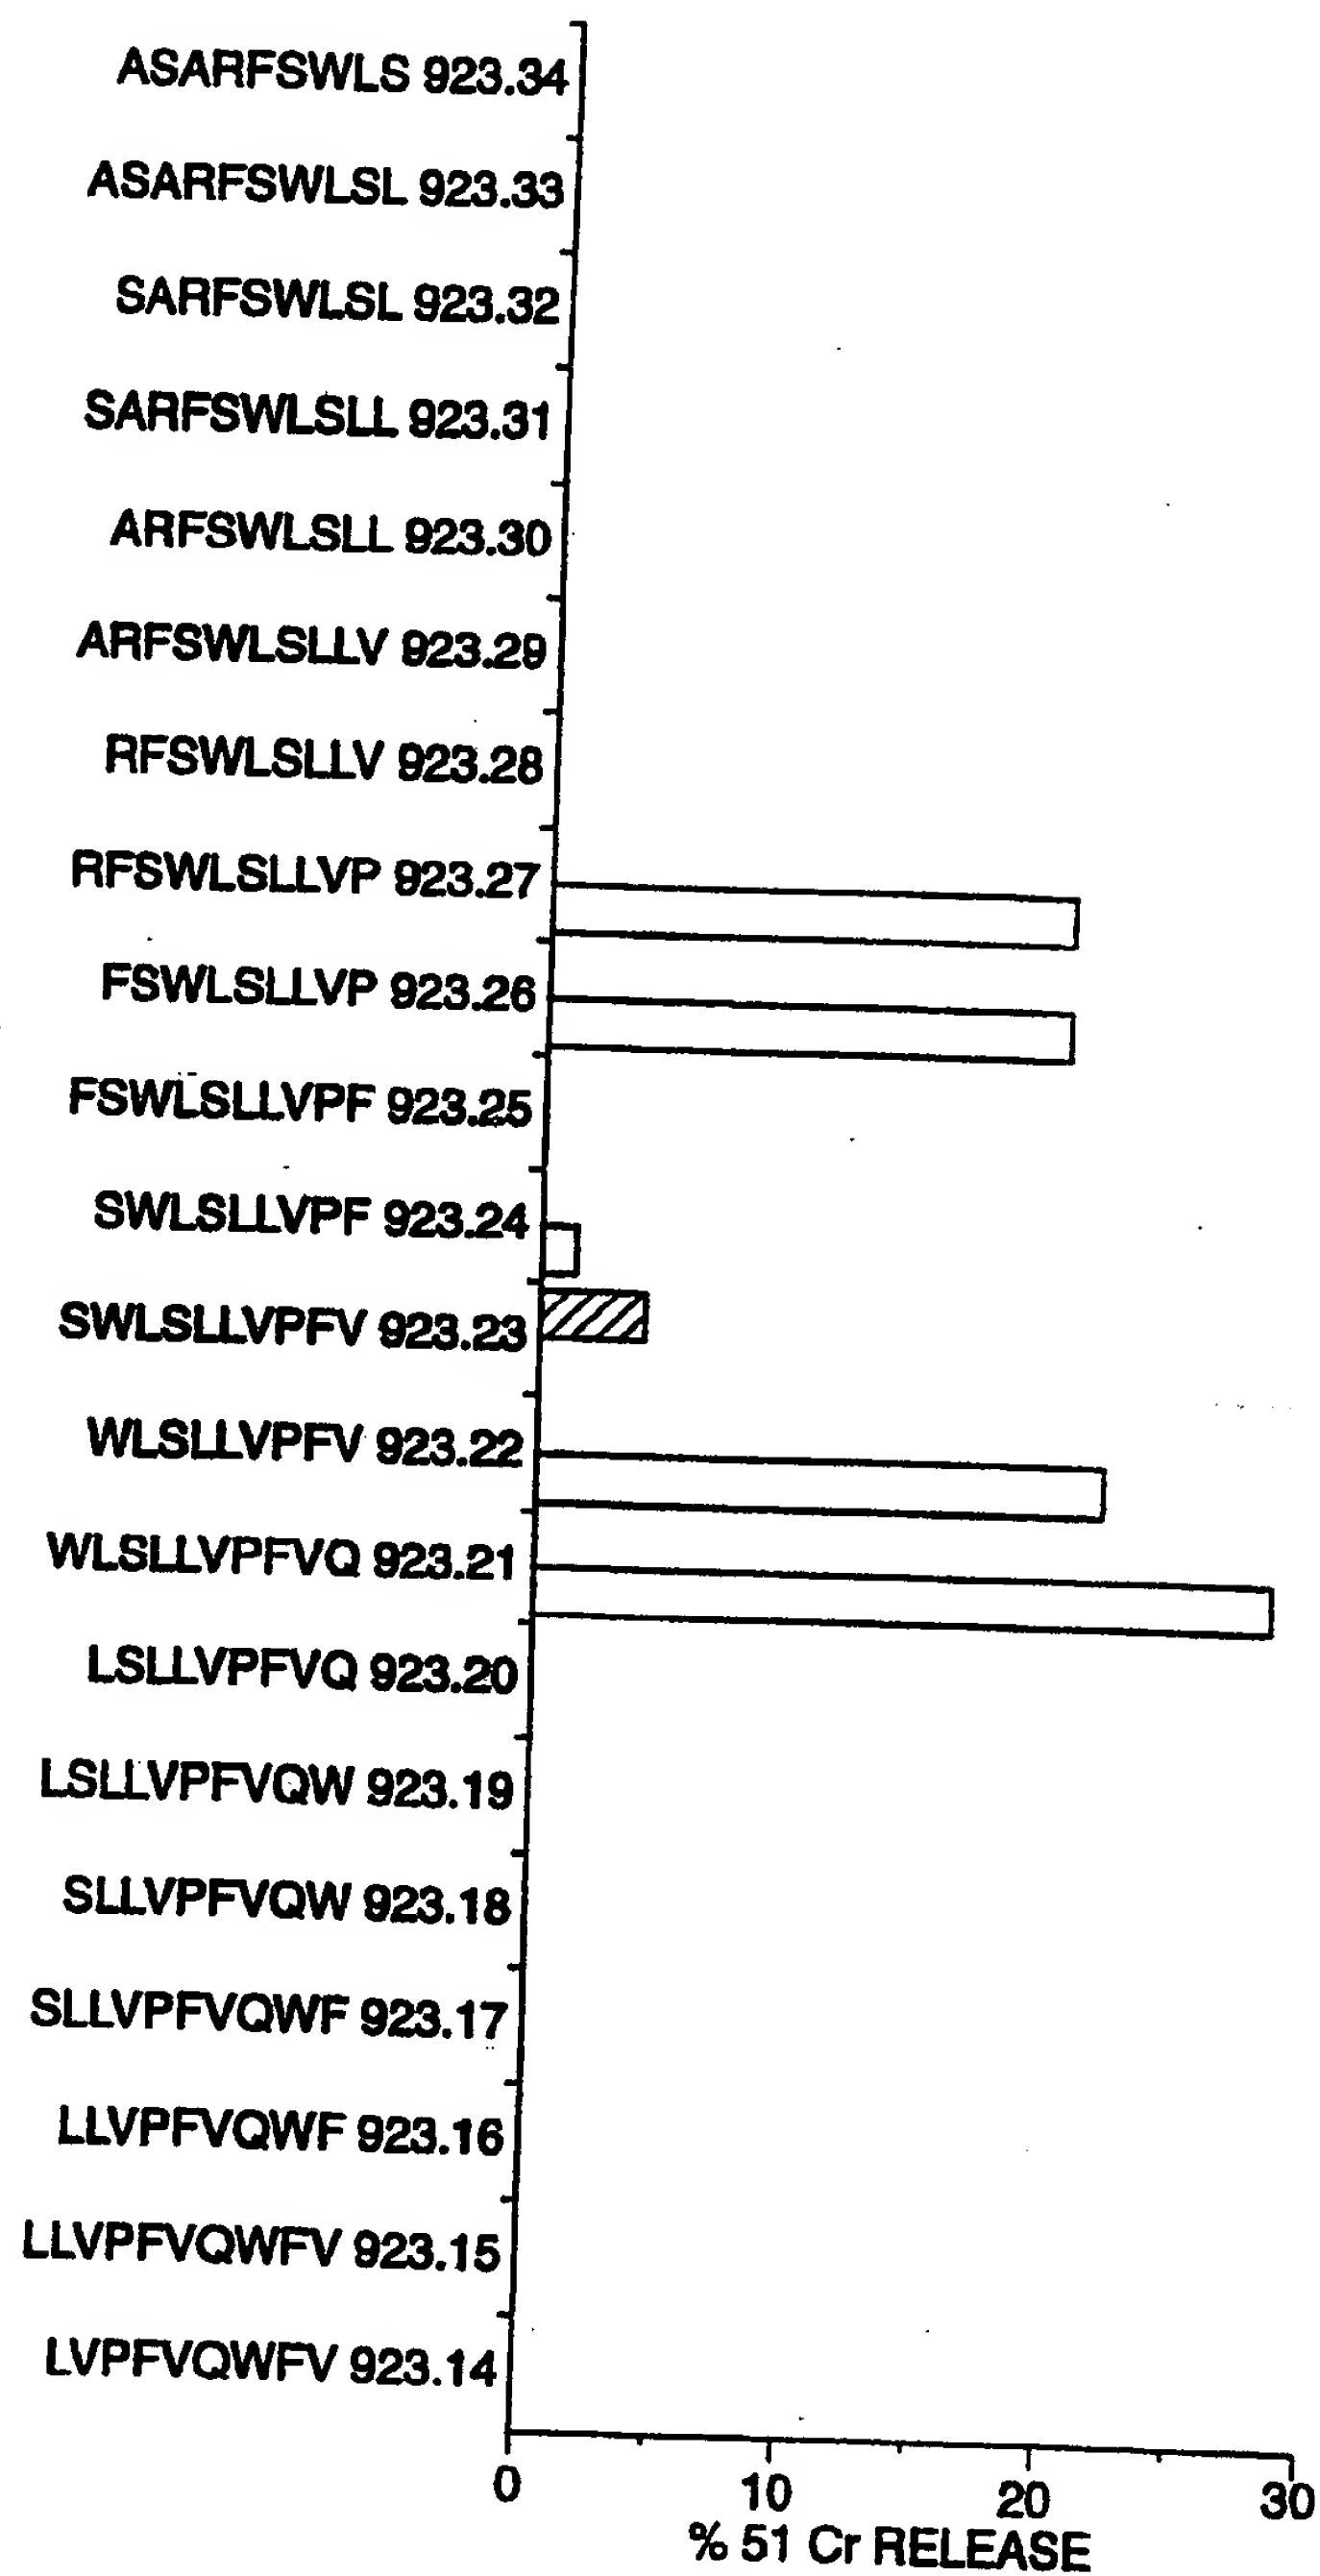 ASARFSWLS 923.34
ASARFSWLSL 923.33
SARFSWLSL 923.32
SARFSWLSLL 923.31
ARFSWLSLL 923.30
ARFSWLSLLV 923.29
RFSWLSLLV 923.28
RFSWLSLLVP 923.27
FSWLSLLVP 923.26
FSWLSLLVPF 923.25
SWLSLLVPF 923.24
SWLSLLVPFV 923.23
WLSLLVPFV 923.22
WLSLLVPFVQ 923.21
LSLLVPFVQ 923.20
LSLLVPFVQW 923.19
SLLVPFVQW 923.18
SLLVPFVQWF 923.17
LLVPFVQWF 923.16
LLVPFVQWFV 923.15
LVPFVQWFV 923.14
0 10 20 30
% 51 Cr RELEASE